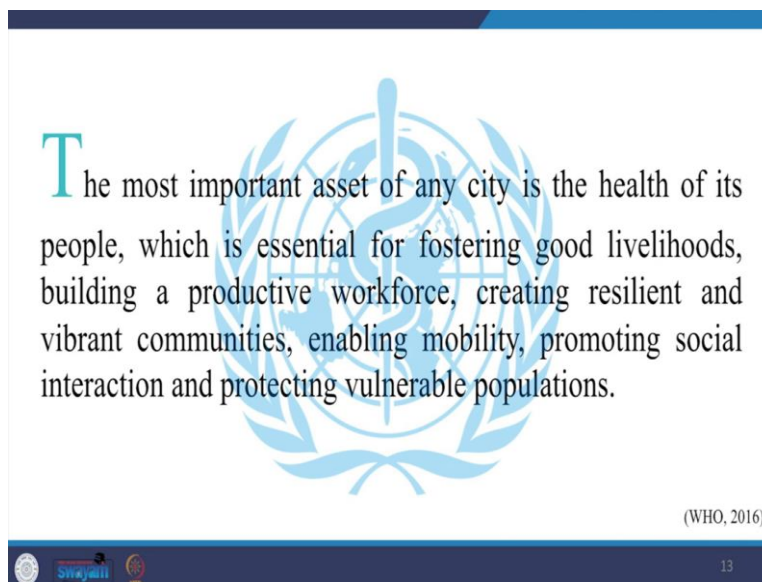 The most important asset of any city is the health of its
people, which is essential for fostering good livelihoods,
building a productive workforce, creating resilient and
vibrant communities, enabling mobility, promoting social
interaction and protecting vulnerable populations.
(WHO, 2016)
swayam
13